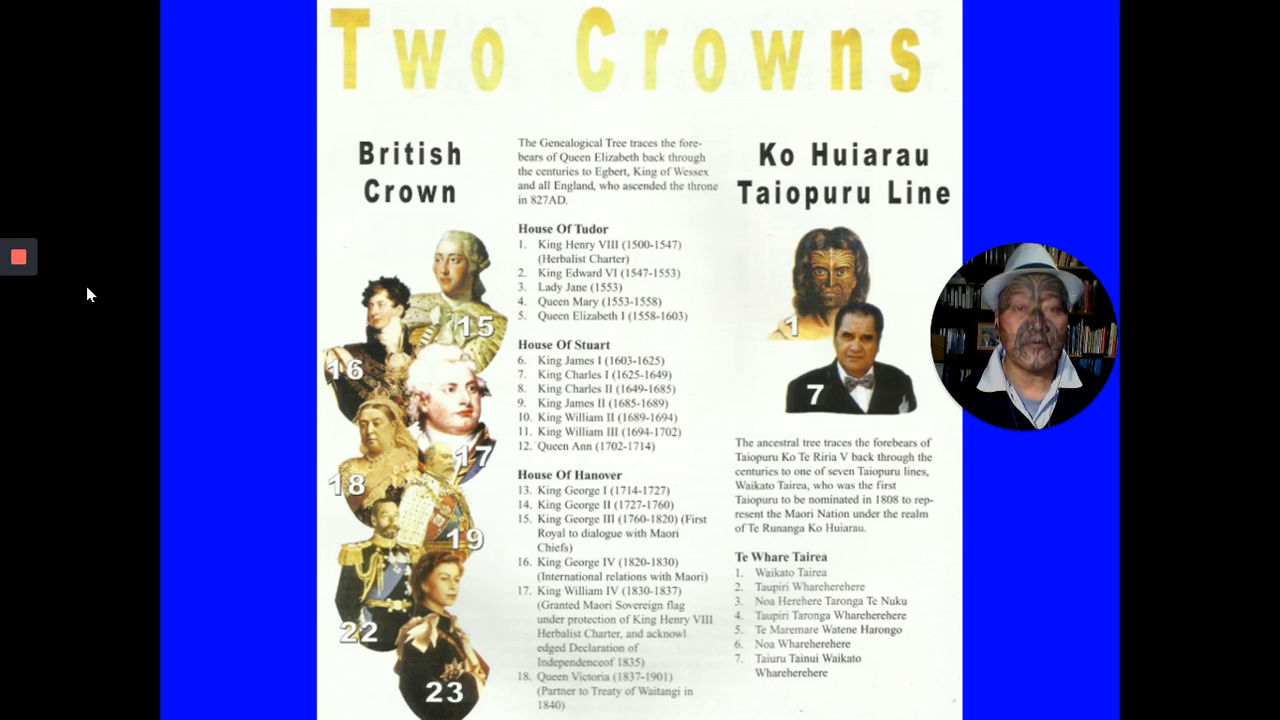 Two Crowns
British
Crown
15
16
17
18
19
22
23
The Genealogical Tree traces the fore-
bears of Queen Elizabeth back through
the centuries to Egbert, King of Wessex
and all England, who ascended the throne
in 827AD.
House Of Tudor
1. King Henry VIII (1500-1547)
(Herbalist Charter)
2. King Edward VI (1547-1553)
3. Lady Jane (1553)
4. Queen Mary (1553-1558)
5. Queen Elizabeth I (1558-1603)
House Of Stuart
6. King James I (1603-1625)
7. King Charles I (1625-1649)
8. King Charles II (1649-1685)
9. King James II (1685-1689)
10. King William II (1689-1694)
11. King William III (1694-1702)
12. Queen Ann (1702-1714)
House Of Hanover
13. King George I (1714-1727)
14. King George II (1727-1760)
15. King George III (1760-1820) (First
Royal to dialogue with Maori
Chiefs)
16. King George IV (1820-1830)
(International relations with Maori)
17. King William IV (1830-1837)
(Granted Maori Sovereign flag
under protection of King Henry VIII
Herbalist Charter, and acknowl
edged Declaration of
Independenceof 1835)
18. Queen Victoria (1837-1901)
(Partner to Treaty of Waitangi in
1840)
Ko Huiarau
Taiopuru Line
1
7
The ancestral tree traces the forebears of
Taiopuru Ko Te Riria V back through the
centuries to one of seven Taiopuru lines,
Waikato Tairea, who was the first
Taiopuru to be nominated in 1808 to rep-
resent the Maori Nation under the realm
of Te Runanga Ko Huiarau.
Te Whare Tairea
1. Waikato Tairea
2. Taupiri Whareherehere
3. Noa Herehere Taronga Te Nuku
4. Taupiri Taronga Whareherehere
5. Te Maremare Watene Harongo
6. Noa Whareherehere
7. Taiuru Tainui Waikato
Whareherehere